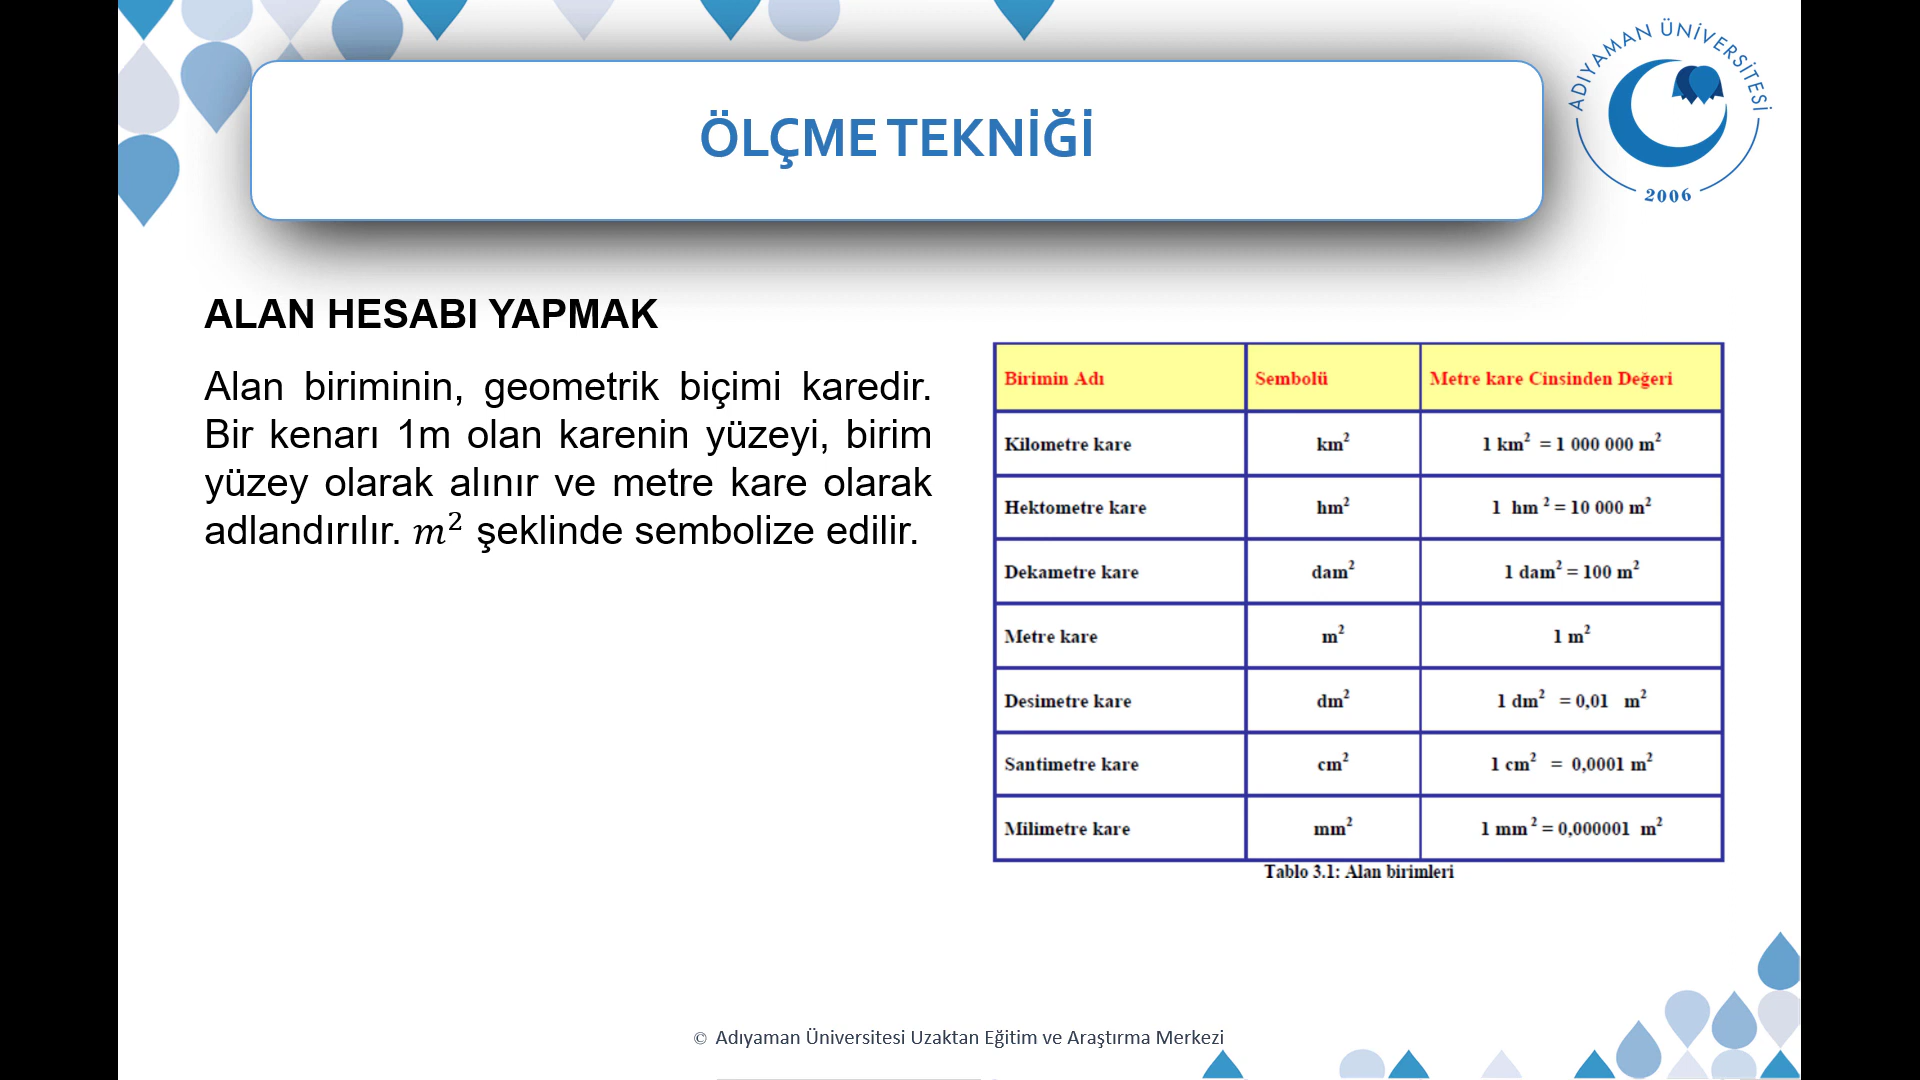 ÖLÇME TEKNİĞİ
ADIYAMAN ÜNİVERSİTESİ
2006
ALAN HESABI YAPMAK
Alan biriminin, geometrik biçimi karedir.
Bir kenarı 1m olan karenin yüzeyi, birim
yüzey olarak alınır ve metre kare olarak
adlandırılır. m² şeklinde sembolize edilir.
Birimin Adı Sembolü Metre kare Cinsinden Değeri
Kilometre kare km² 1 km² = 1 000 000 m²
Hektometre kare hm² 1 hm ² = 10 000 m²
Dekametre kare dam² 1 dam² = 100 m²
Metre kare m² 1 m²
Desimetre kare dm² 1 dm² = 0,01 m²
Santimetre kare cm² 1 cm² = 0,0001 m²
Milimetre kare mm² 1 mm ² = 0,000001 m²
Tablo 3.1: Alan birimleri
© Adıyaman Üniversitesi Uzaktan Eğitim ve Araştırma Merkezi